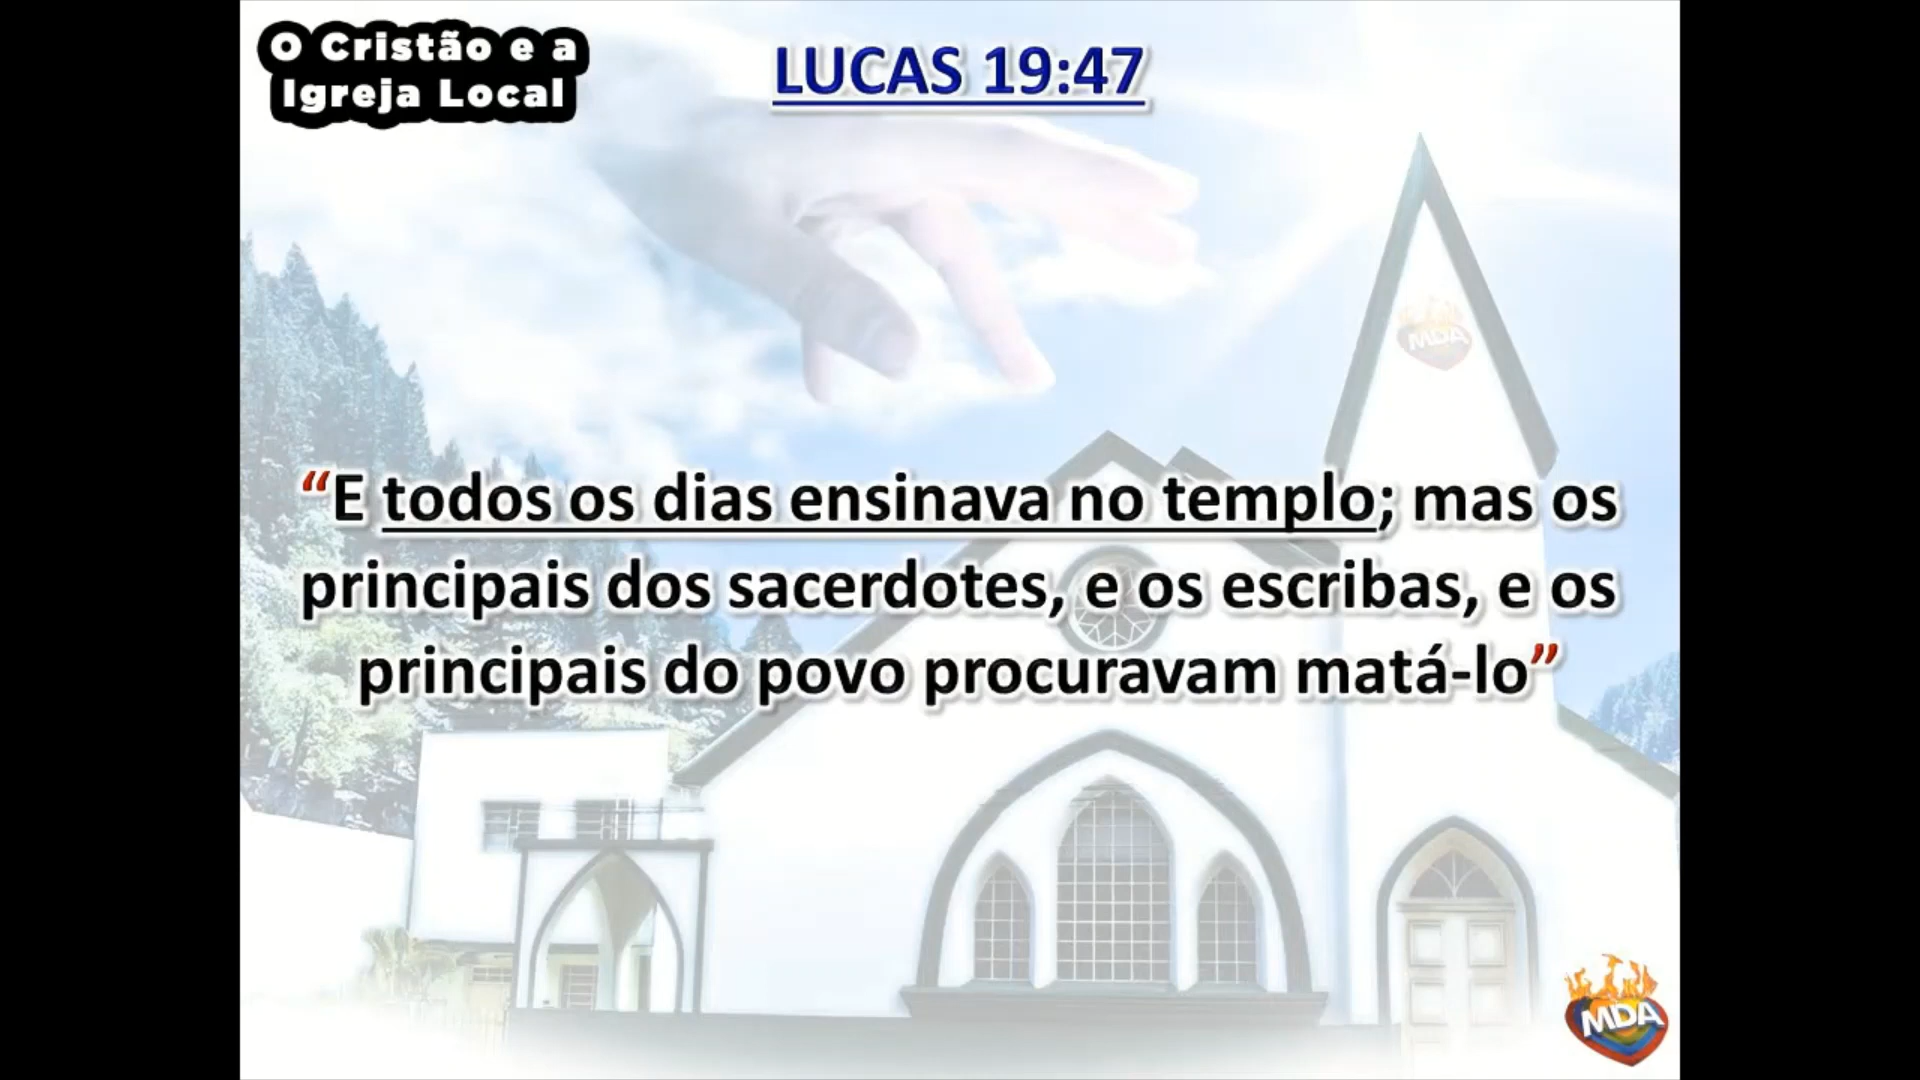 O Cristão e a
Igreja Local
LUCAS 19:47
“E todos os dias ensinava no templo; mas os
principais dos sacerdotes, e os escribas, e os
principais do povo procuravam matá-lo”
MDA
MDA